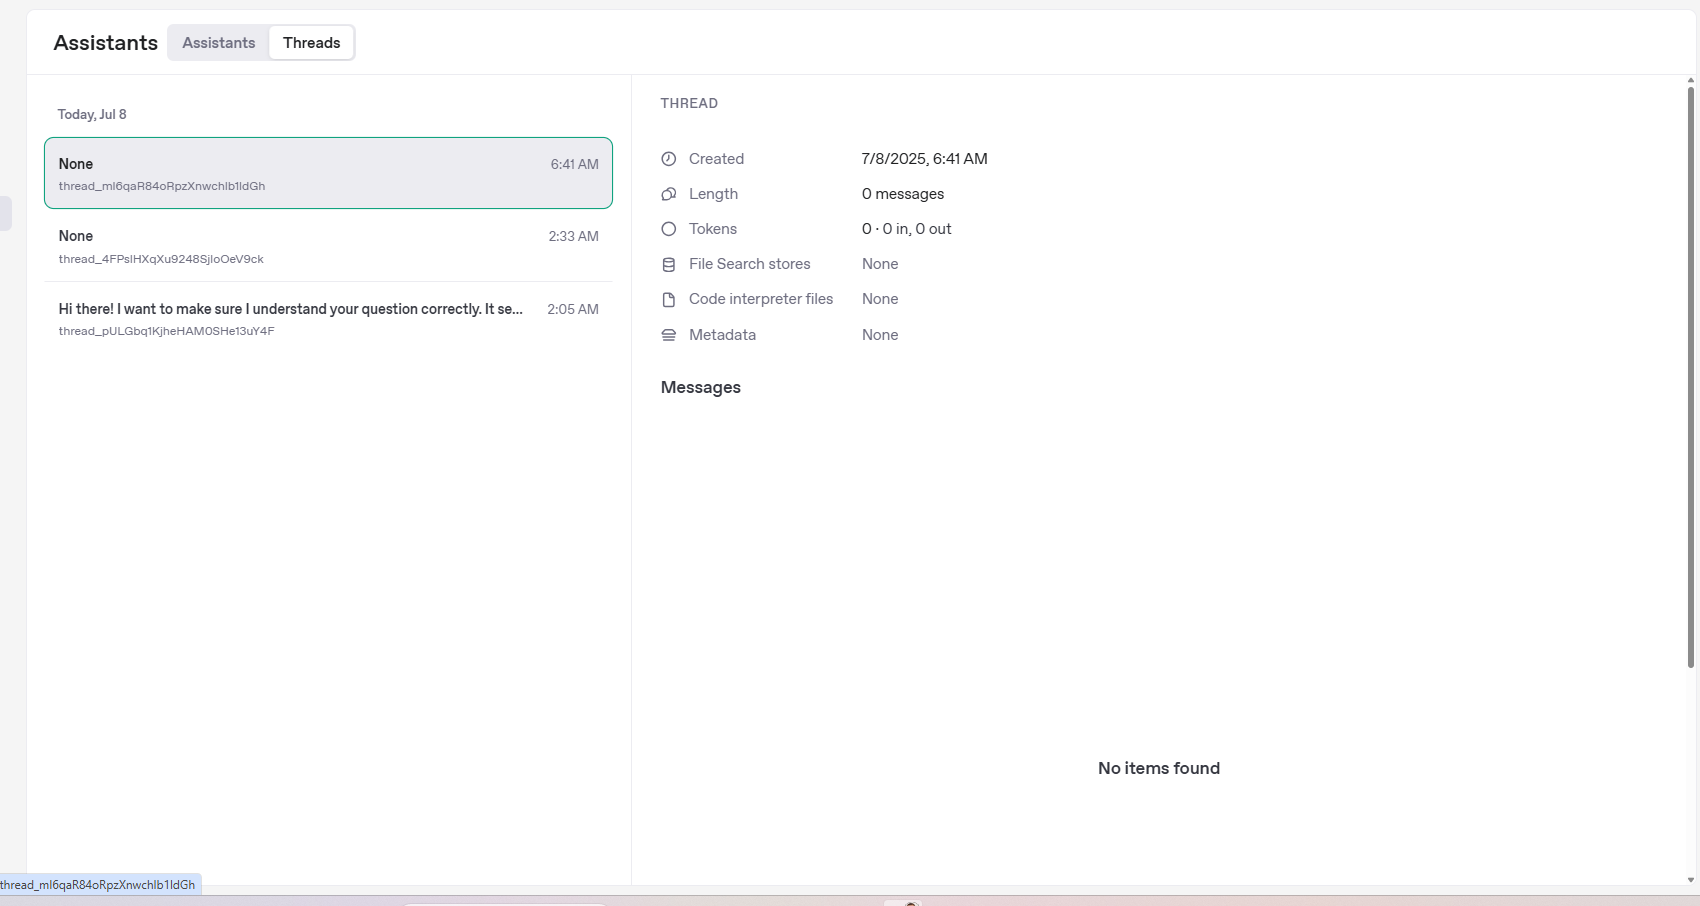 Assistants Assistants Threads
Today, Jul 8
None 6:41 AM
thread_ml6qaR84oRpzXnwchlb1ldGh
None 2:33 AM
thread_4FPslHXqXu9248SjloOeV9ck
Hi there! I want to make sure I understand your question correctly. It se... 2:05 AM
thread_pULGbq1KjheHAM0SHe13uY4F
THREAD
Created 7/8/2025, 6:41 AM
Length 0 messages
Tokens 0 · 0 in, 0 out
File Search stores None
Code interpreter files None
Metadata None
Messages
No items found
thread_ml6qaR84oRpzXnwchlb1ldGh